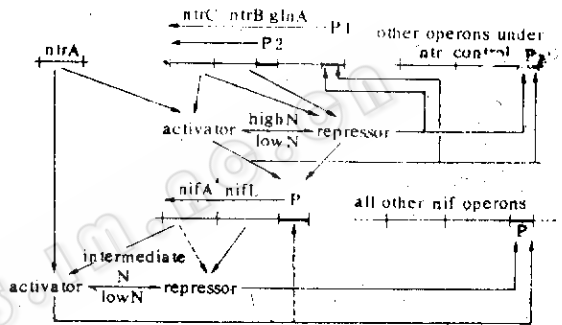 ntrC ntrB glnA P1
other operons under
ntr control
P2
ntrA
activator high N repressor
low N
nifA nifL P
all other nif operons
P
intermediate
N
activator low N repressor